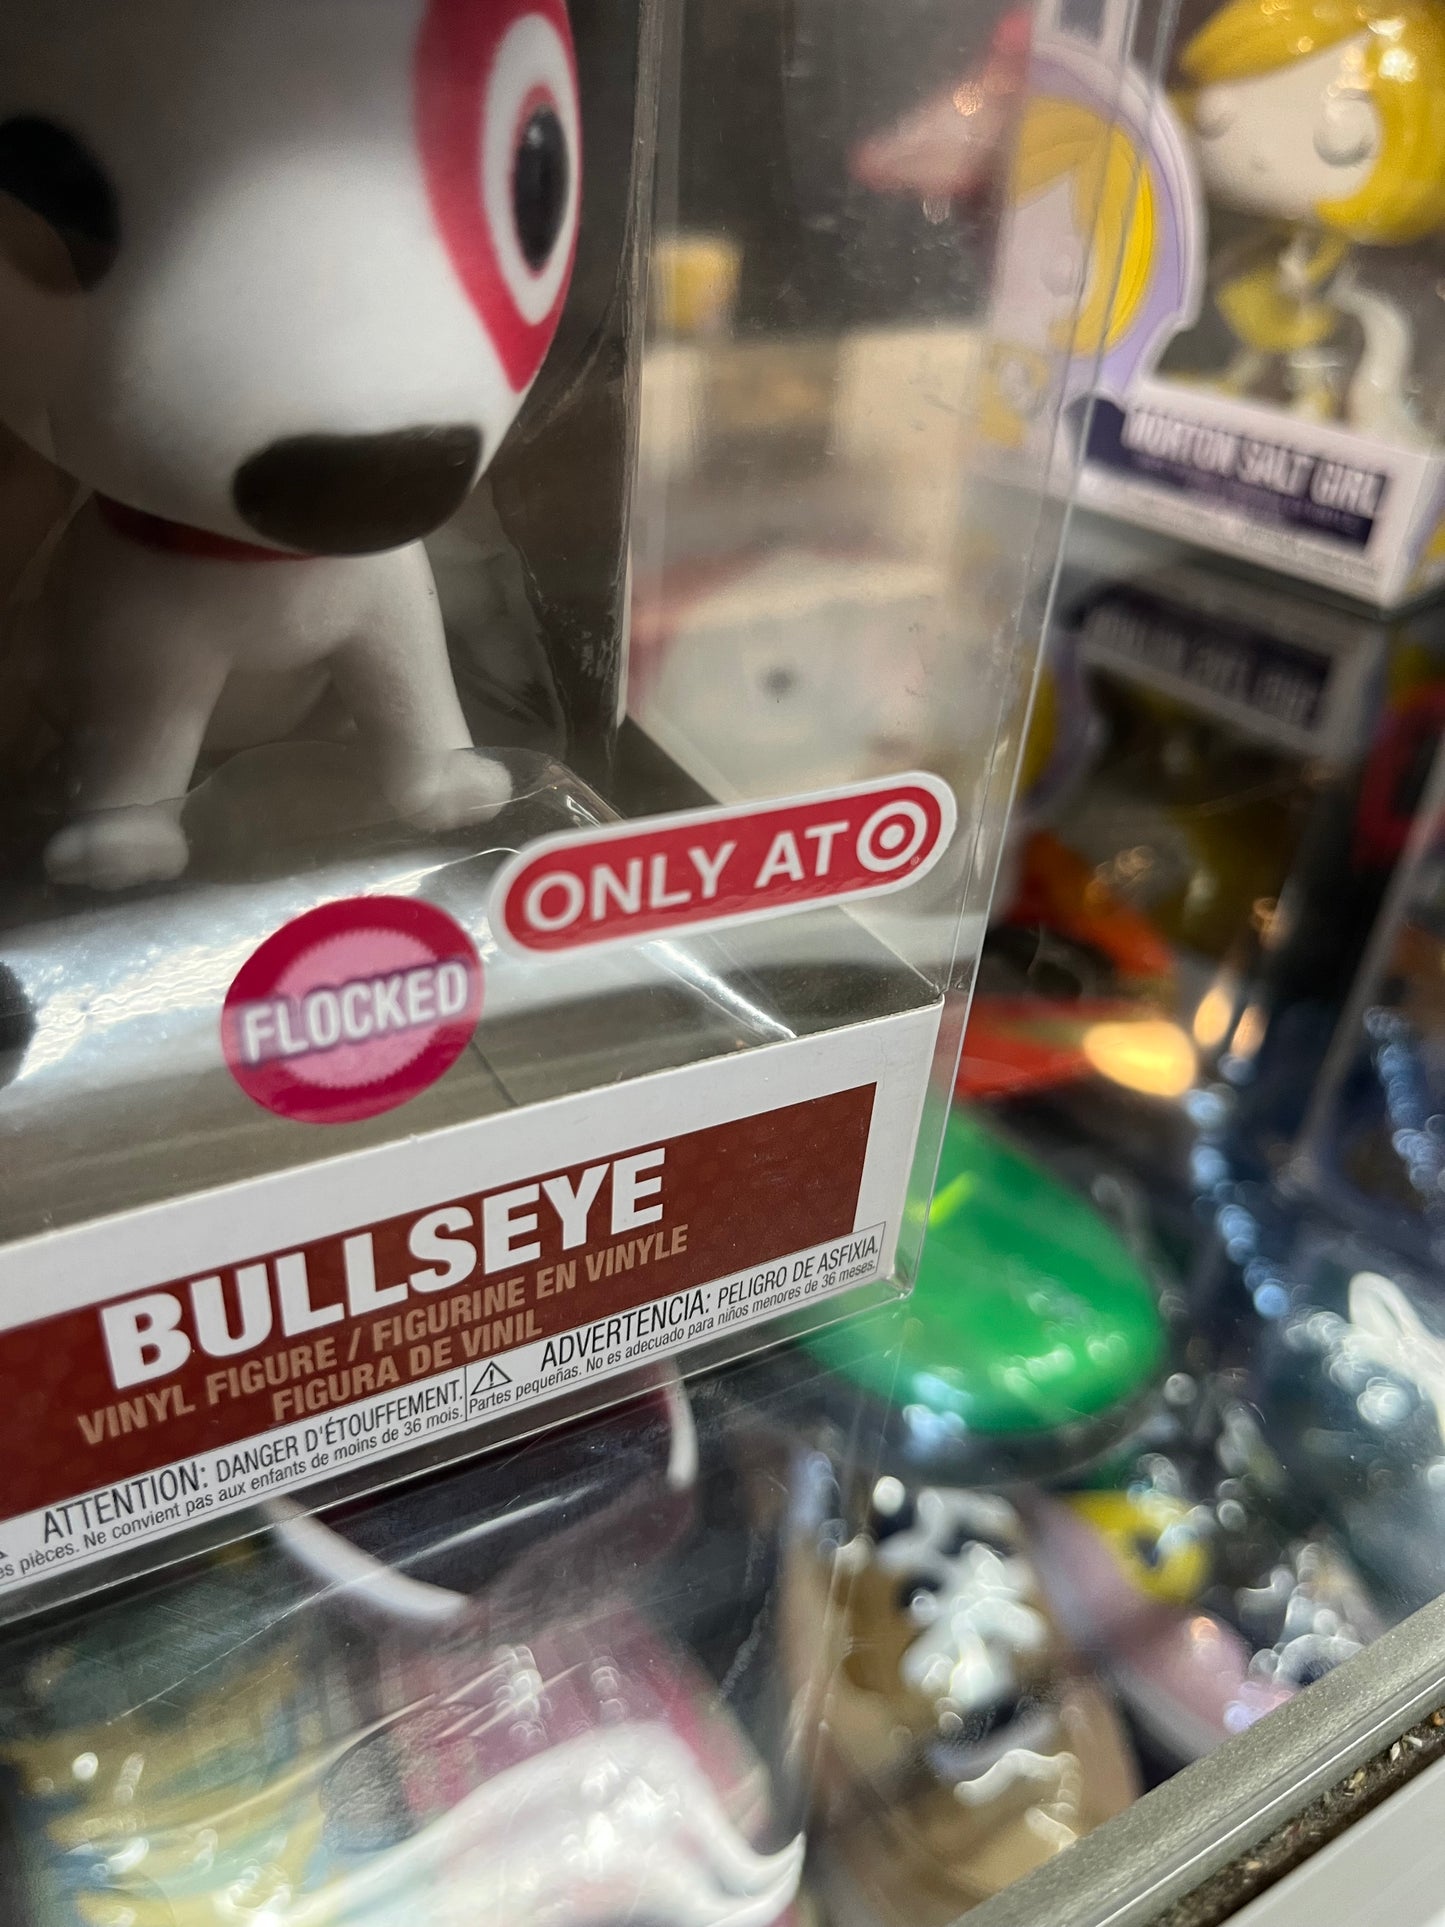 MORTON SALT GIRL
ONLY AT
FLOCKED
BULLSEYE
VINYL FIGURE / FIGURINE EN VINYLE
FIGURA DE VINIL
ATTENTION: DANGER D'ÉTOUFFEMENT.
pièces. Ne convient pas aux enfants de moins de 36 mois.
ADVERTENCIA: PELIGRO DE ASFIXIA.
Partes pequeñas. No es adecuado para niños menores de 36 meses.